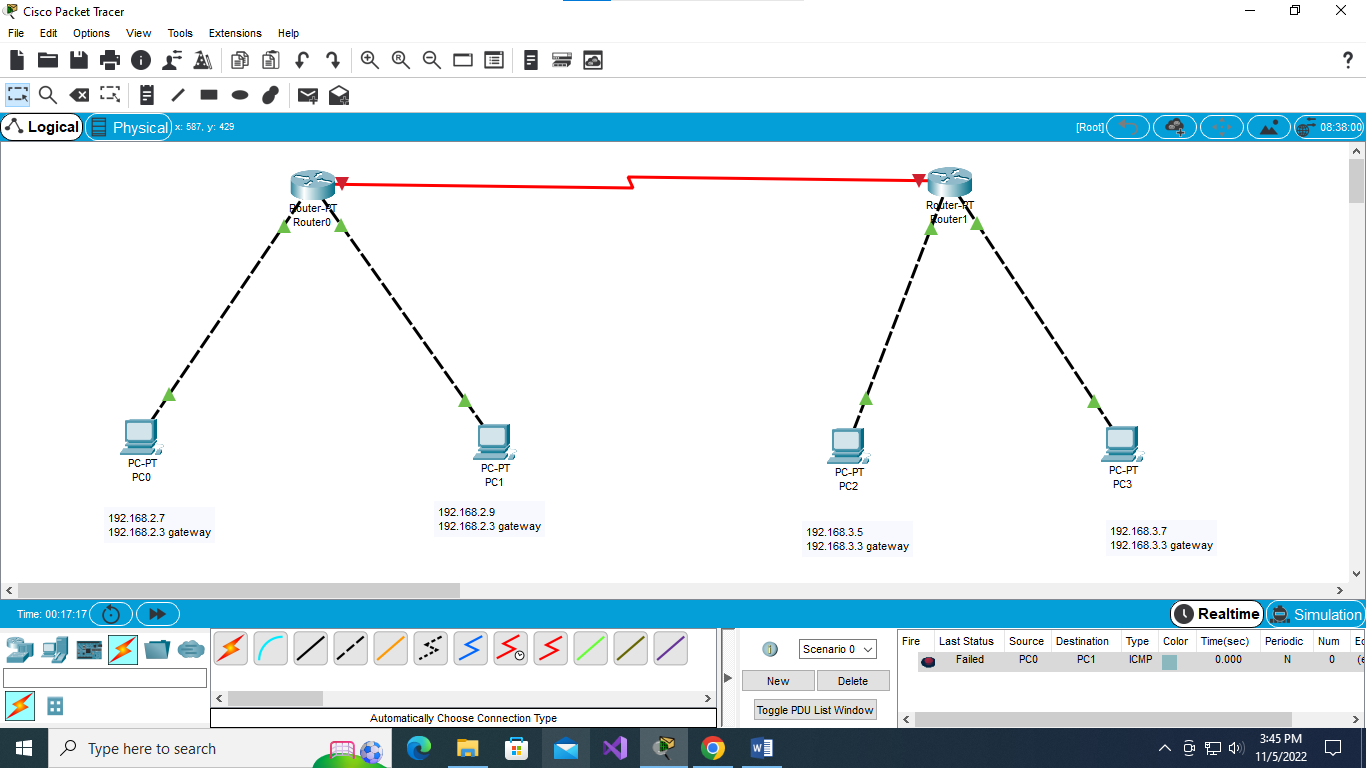 Cisco Packet Tracer
File Edit Options View Tools Extensions Help
?
Logical Physical x: 587, y: 429 [Root] 08:38:00
Router-PT
Router0
Router-PT
Router1
PC-PT
PC0
PC-PT
PC1
PC-PT
PC2
PC-PT
PC3
192.168.2.7
192.168.2.3 gateway
192.168.2.9
192.168.2.3 gateway
192.168.3.5
192.168.3.3 gateway
192.168.3.7
192.168.3.3 gateway
Time: 00:17:17 Realtime Simulation
Scenario 0
New Delete
Toggle PDU List Window
Fire Last Status Source Destination Type Color Time(sec) Periodic Num Ec
Failed PC0 PC1 ICMP 0.000 N 0 (e
Automatically Choose Connection Type
Type here to search
3:45 PM
11/5/2022